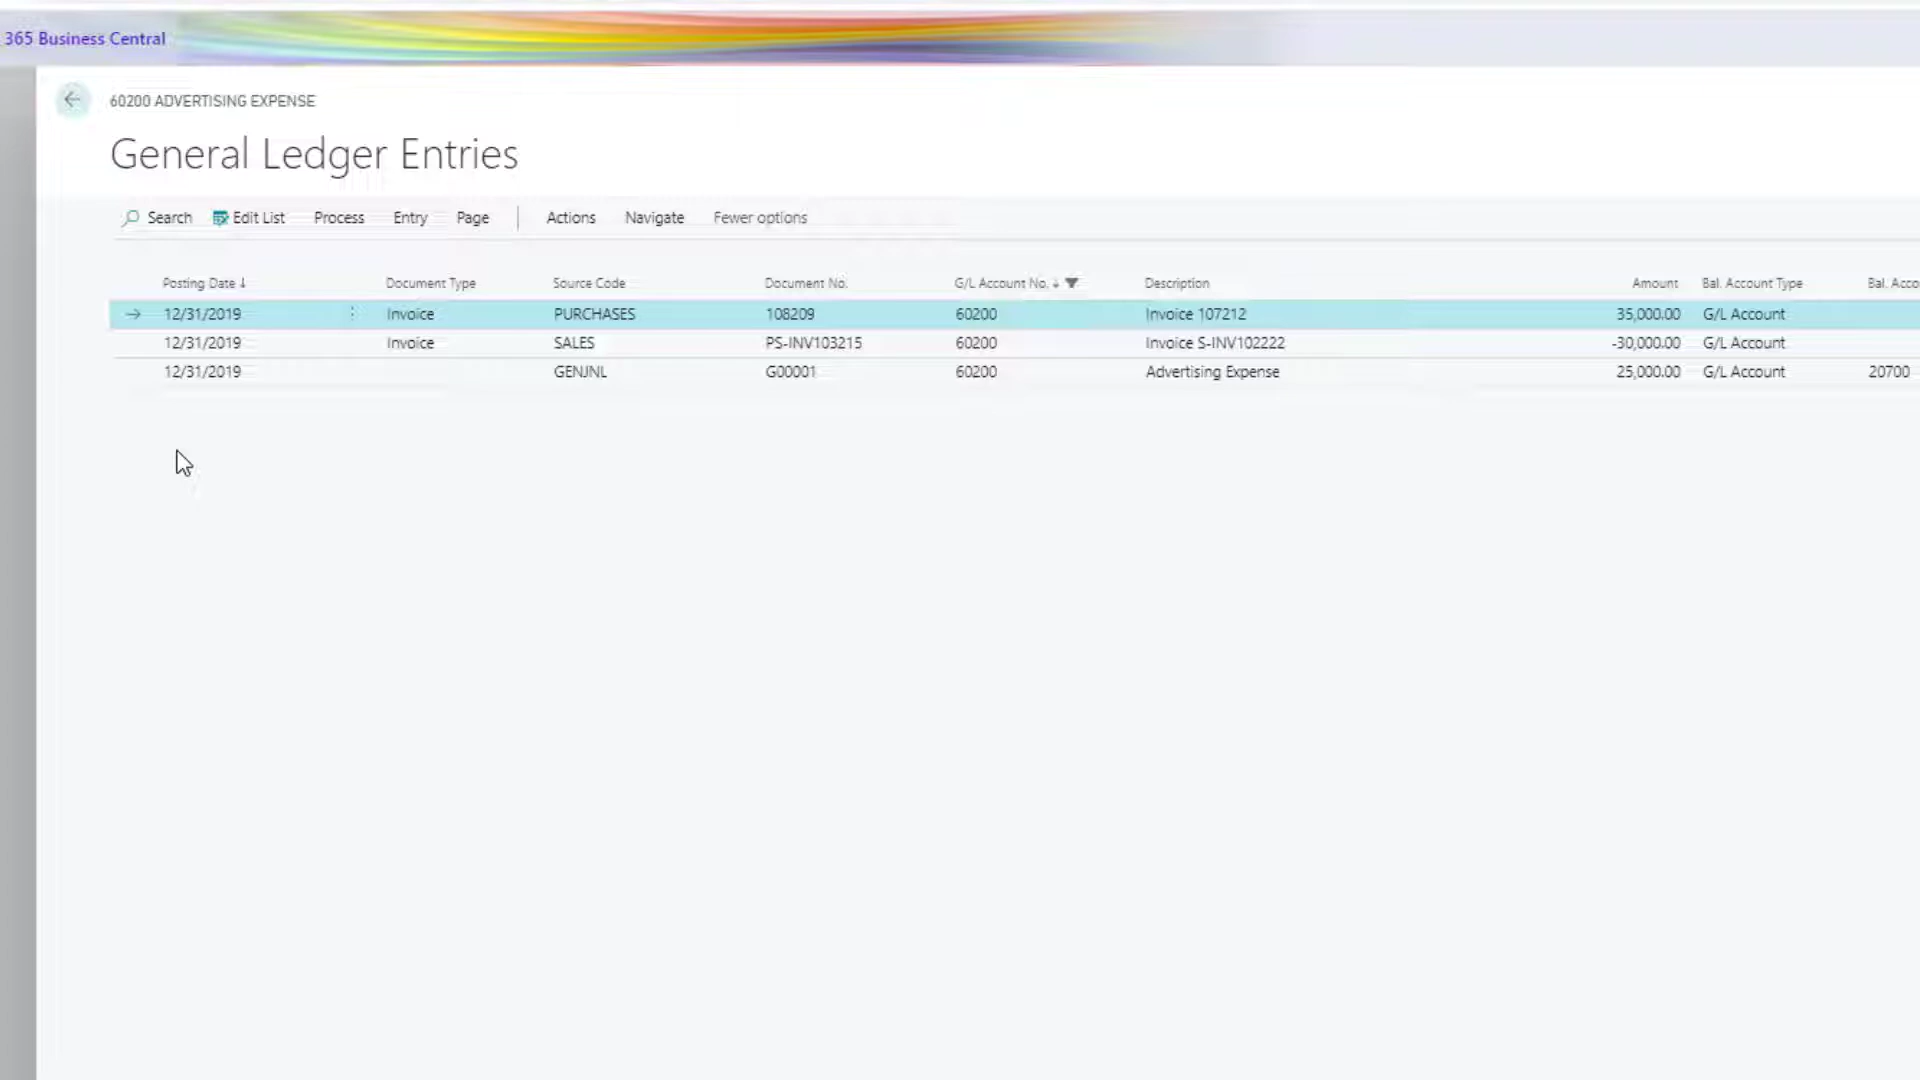 365 Business Central
60200 ADVERTISING EXPENSE
General Ledger Entries
Search Edit List Process Entry Page Actions Navigate Fewer options
Posting Date ↓ Document Type Source Code Document No. G/L Account No. ↓ Description Amount Bal. Account Type Bal. Acco
→ 12/31/2019 Invoice PURCHASES 108209 60200 Invoice 107212 35,000.00 G/L Account
12/31/2019 Invoice SALES PS-INV103215 60200 Invoice S-INV102222 -30,000.00 G/L Account
12/31/2019 GENJNL G00001 60200 Advertising Expense 25,000.00 G/L Account 20700